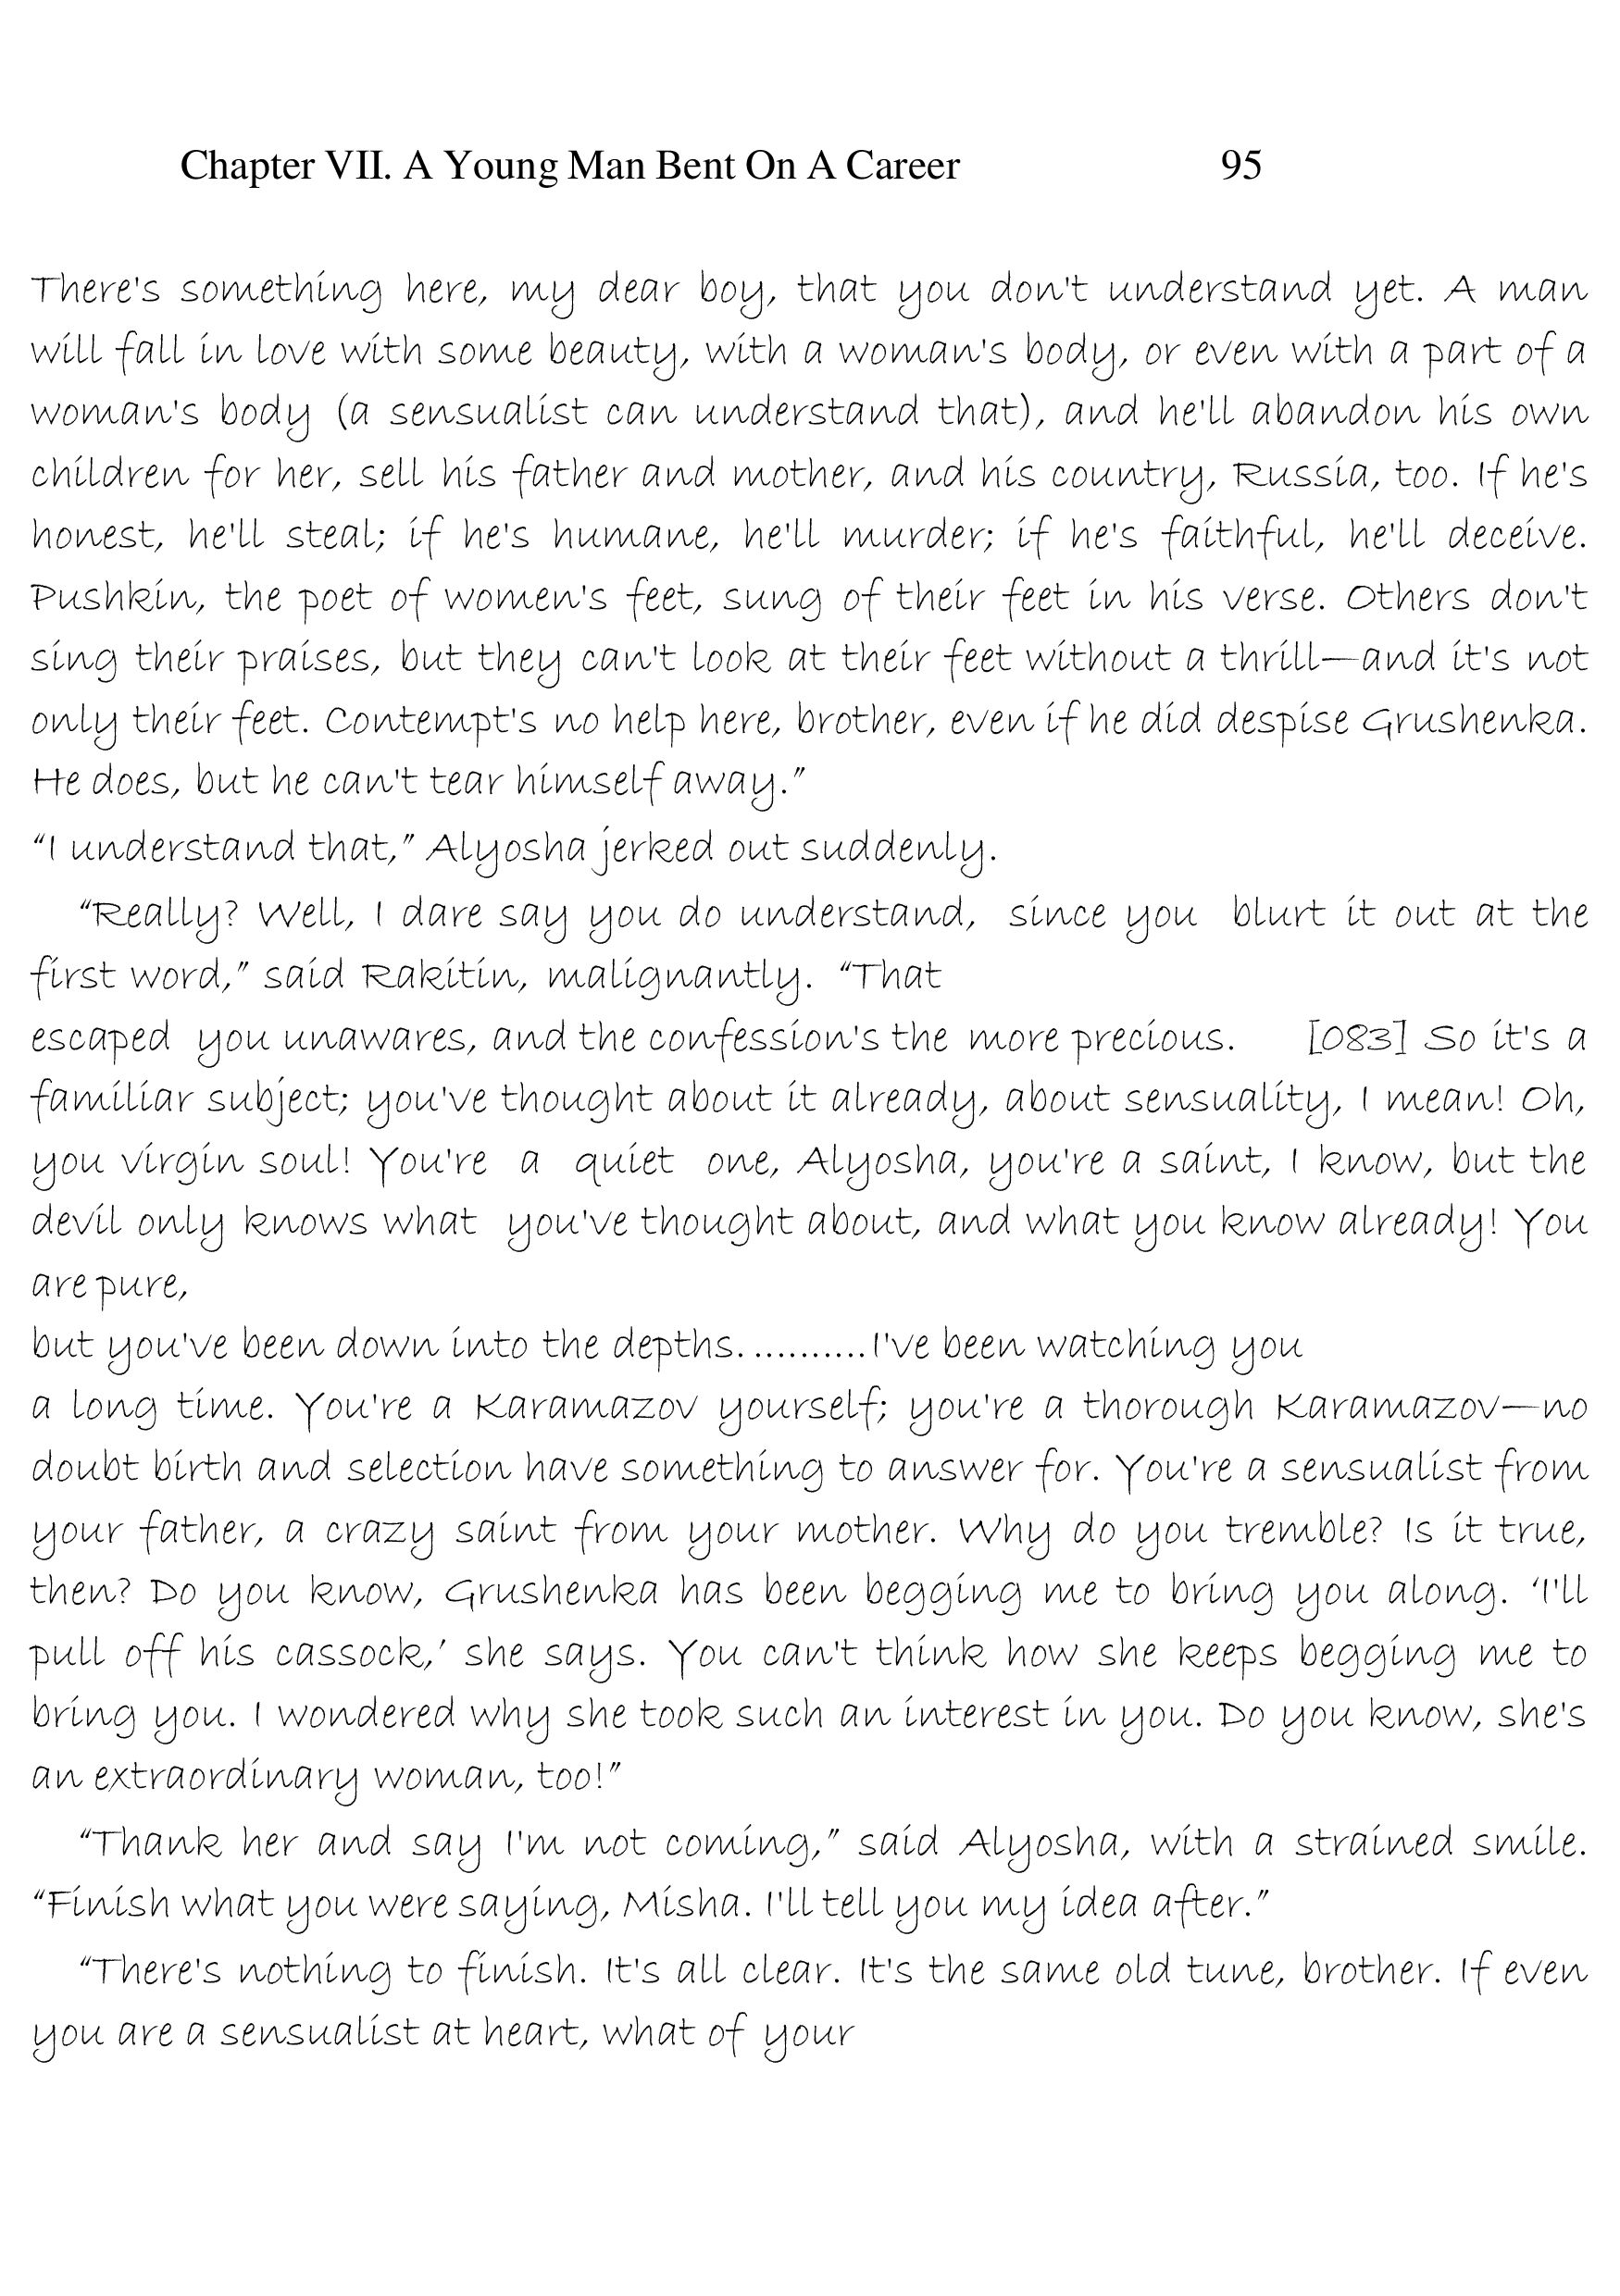 Chapter VII. A Young Man Bent On A Career 95
There's something here, my dear boy, that you don't understand yet. A man
will fall in love with some beauty, with a woman's body, or even with a part of a
woman's body (a sensualist can understand that), and he'll abandon his own
children for her, sell his father and mother, and his country, Russia, too. If he's
honest, he'll steal; if he's humane, he'll murder; if he's faithful, he'll deceive.
Pushkin, the poet of women's feet, sung of their feet in his verse. Others don't
sing their praises, but they can't look at their feet without a thrill—and it's not
only their feet. Contempt's no help here, brother, even if he did despise Grushenka.
He does, but he can't tear himself away.”
“I understand that,” Alyosha jerked out suddenly.
“Really? Well, I dare say you do understand, since you blurt it out at the
first word,” said Rakitin, malignantly. “That
escaped you unawares, and the confession's the more precious. [083] So it's a
familiar subject; you've thought about it already, about sensuality, I mean! Oh,
you virgin soul! You're a quiet one, Alyosha, you're a saint, I know, but the
devil only knows what you've thought about, and what you know already! You
are pure,
but you've been down into the depths. ..........I've been watching you
a long time. You're a Karamazov yourself; you're a thorough Karamazov—no
doubt birth and selection have something to answer for. You're a sensualist from
your father, a crazy saint from your mother. Why do you tremble? Is it true,
then? Do you know, Grushenka has been begging me to bring you along. ‘I'll
pull off his cassock,’ she says. You can't think how she keeps begging me to
bring you. I wondered why she took such an interest in you. Do you know, she's
an extraordinary woman, too!”
“Thank her and say I'm not coming,” said Alyosha, with a strained smile.
“Finish what you were saying, Misha. I'll tell you my idea after.”
“There's nothing to finish. It's all clear. It's the same old tune, brother. If even
you are a sensualist at heart, what of your